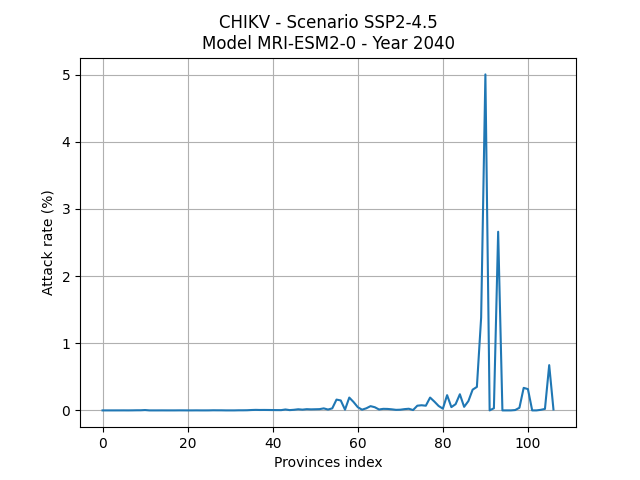 CHIKV - Scenario SSP2-4.5
Model MRI-ESM2-0 - Year 2040
Attack rate (%)
5
4
3
2
1
0
0 20 40 60 80 100
Provinces index